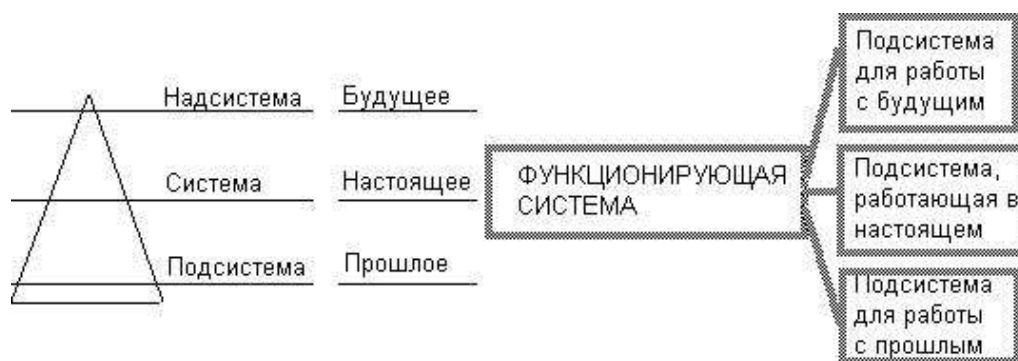 Надсистема
Будущее
Система
Настоящее
Подсистема
Прошлое
ФУНКЦИОНИРУЮЩАЯ
СИСТЕМА
Подсистема
для работы
с будущим
Подсистема,
работающая в
настоящем
Подсистема
для работы
с прошлым